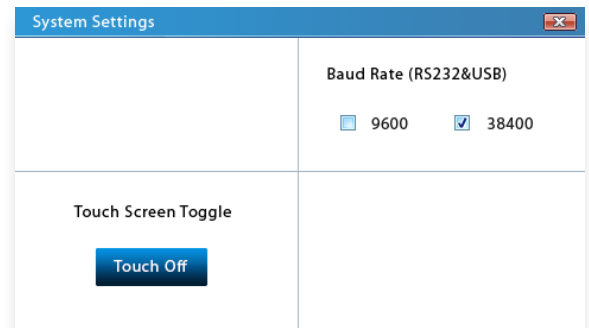 System Settings
Baud Rate (RS232&USB)
9600 38400
Touch Screen Toggle
Touch Off